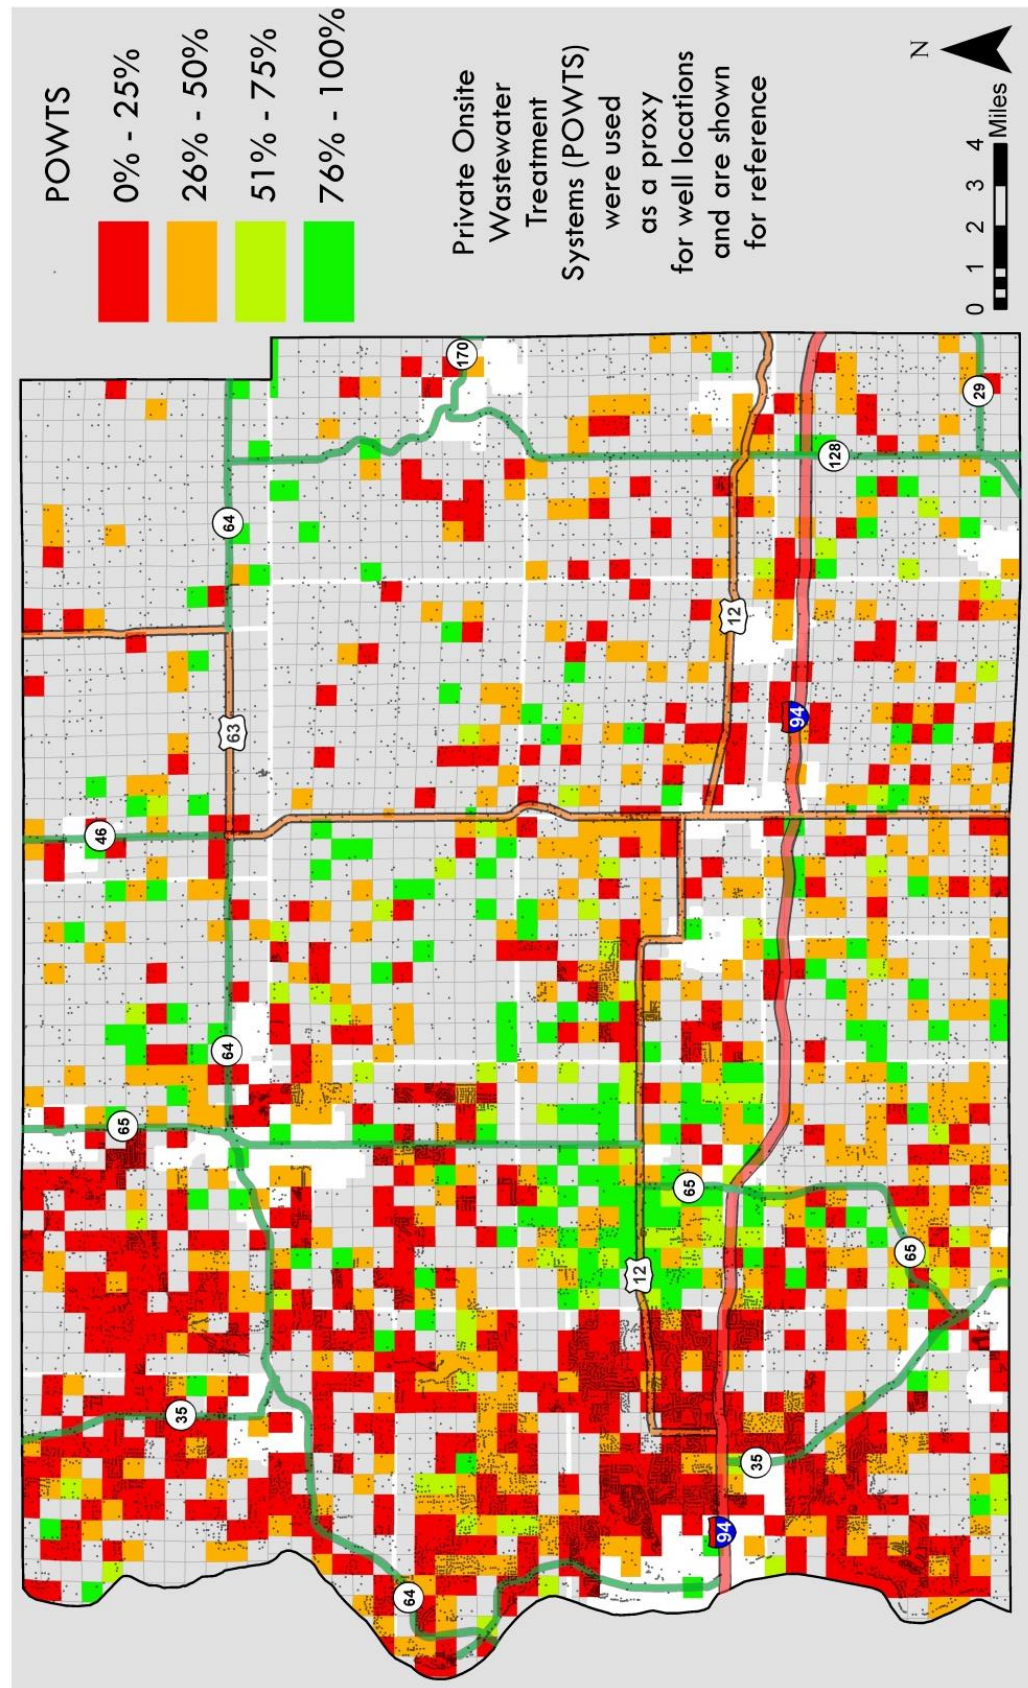 POWTS
0% - 25%
26% - 50%
51% - 75%
76% - 100%
Private Onsite
Wastewater
Treatment
Systems (POWTS)
were used
as a proxy
for well locations
and are shown
for reference
N
0 1 2 3 4
Miles
46
65
63
64
64
35
170
64
12
12
65
128
94
94
35
65
29